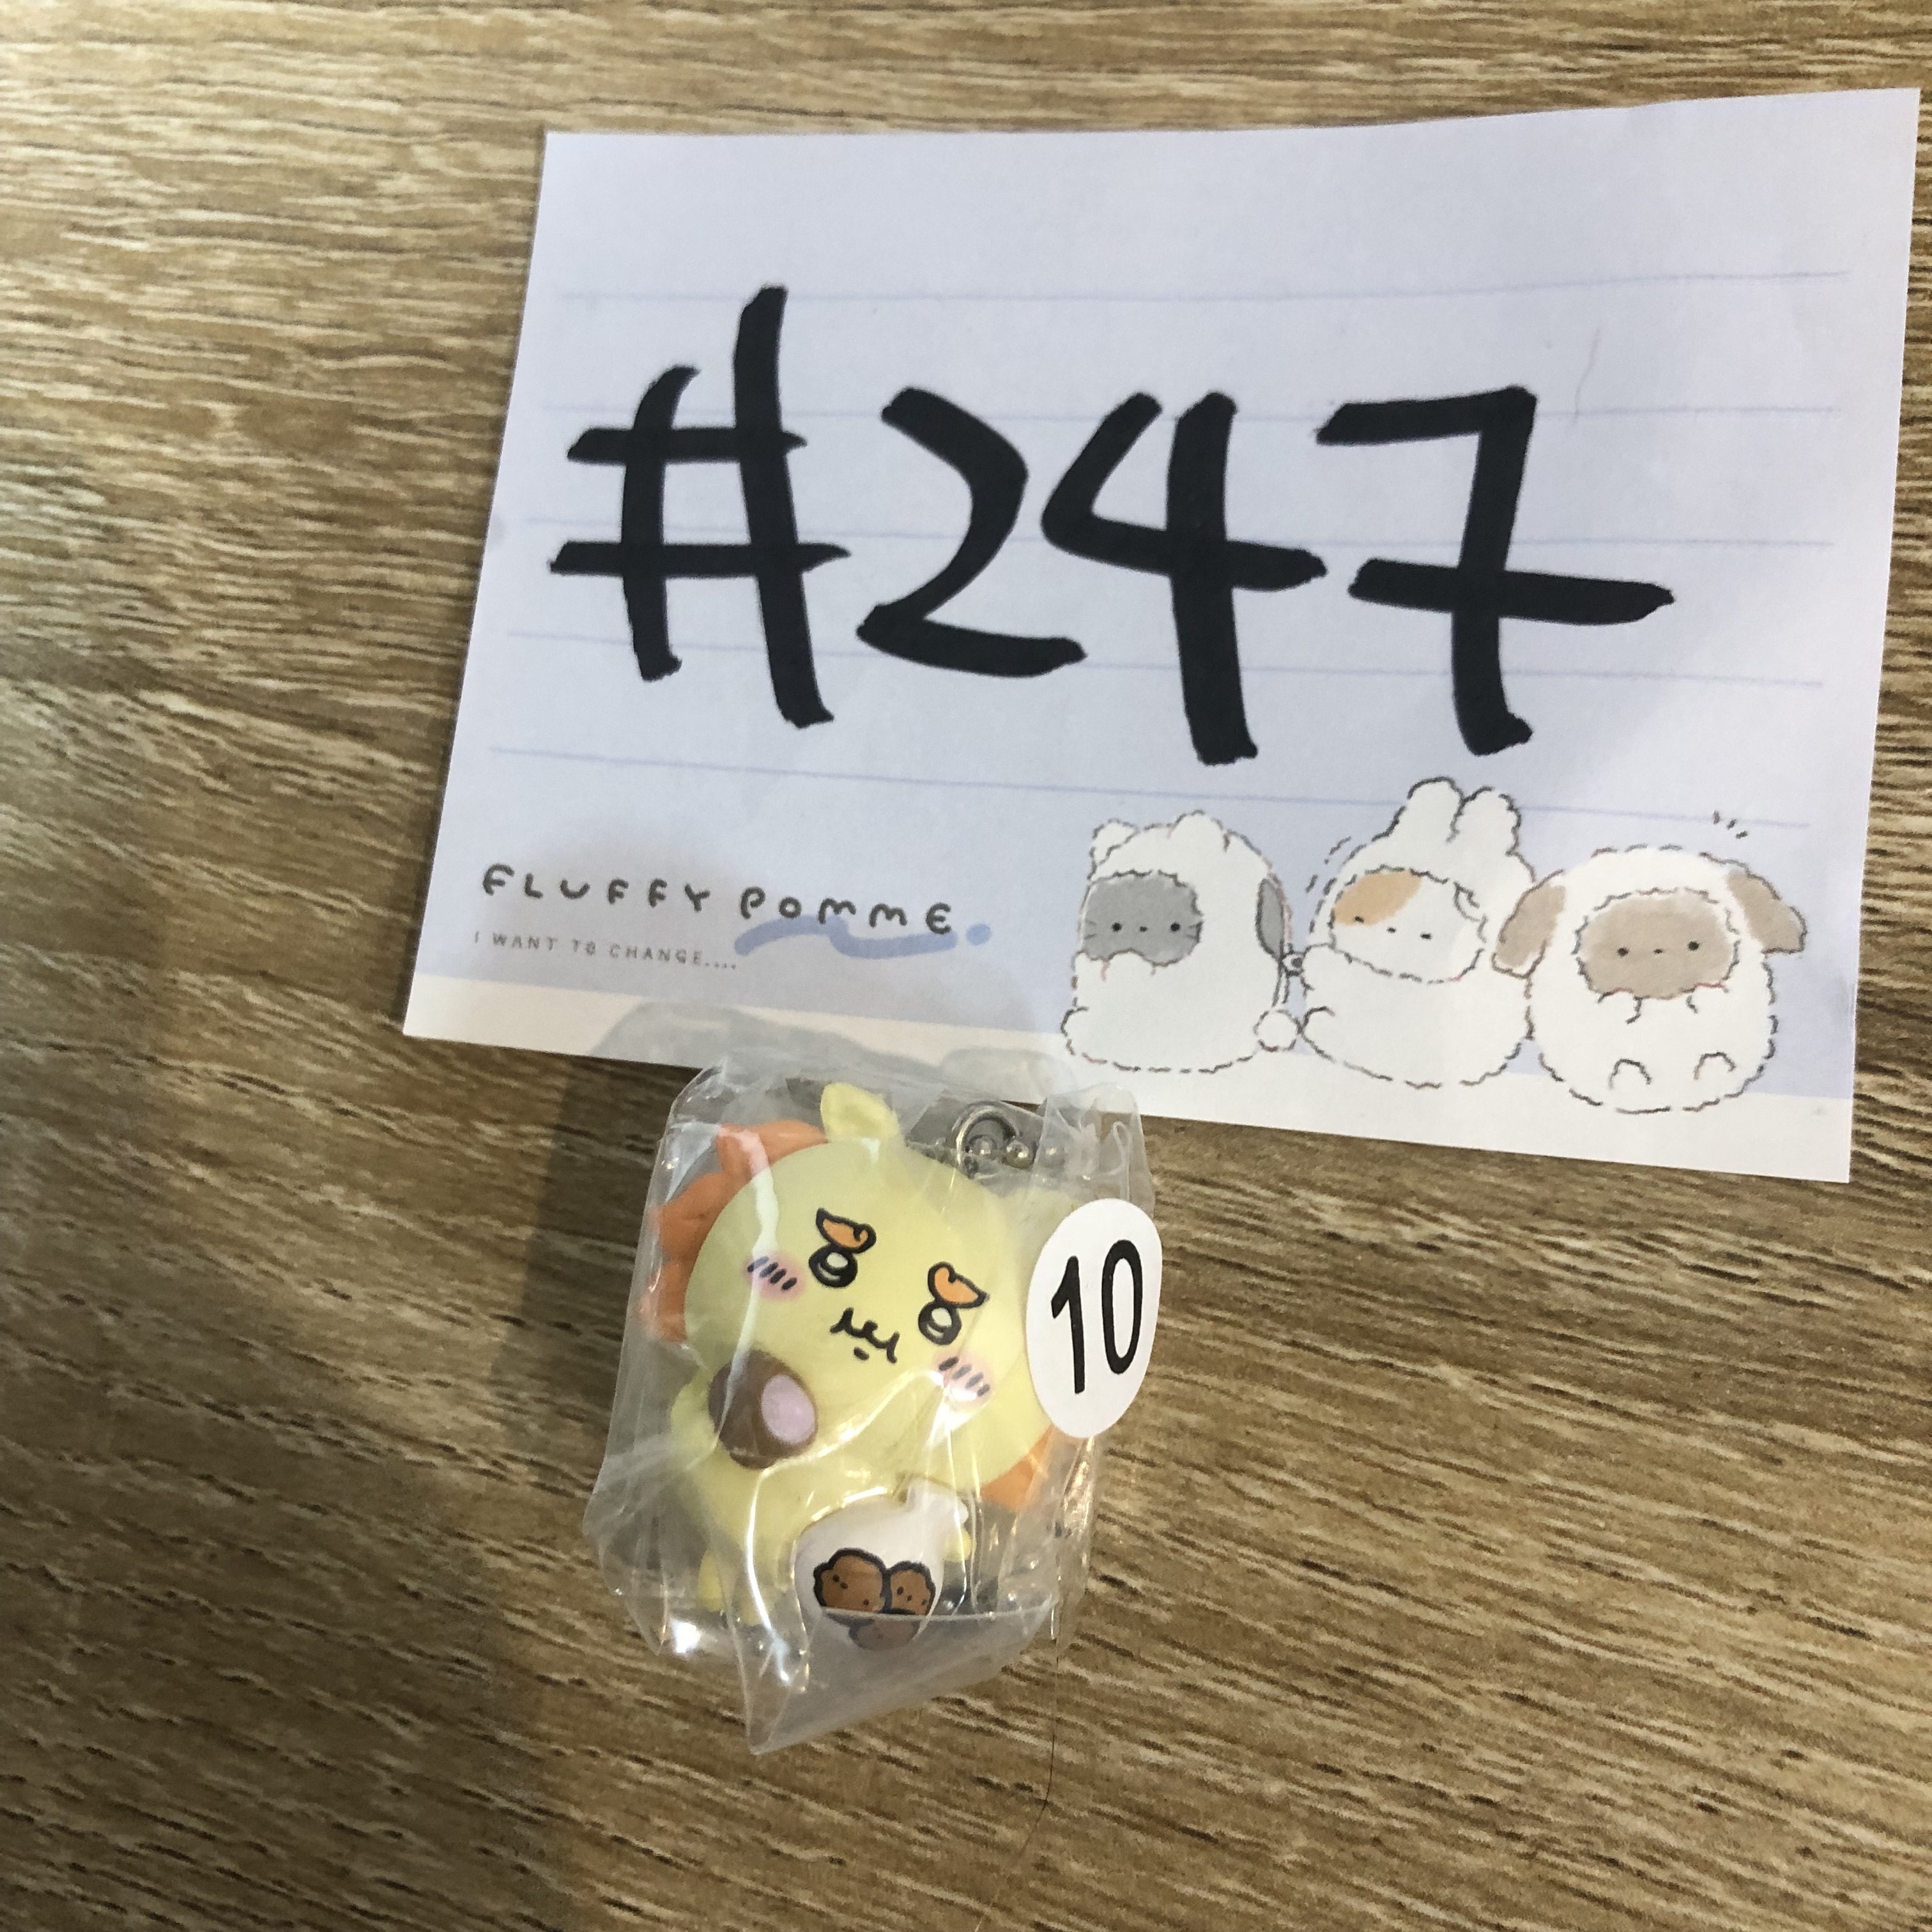 #247
FLUFFY POMME.
I WANT TO CHANGE....
10